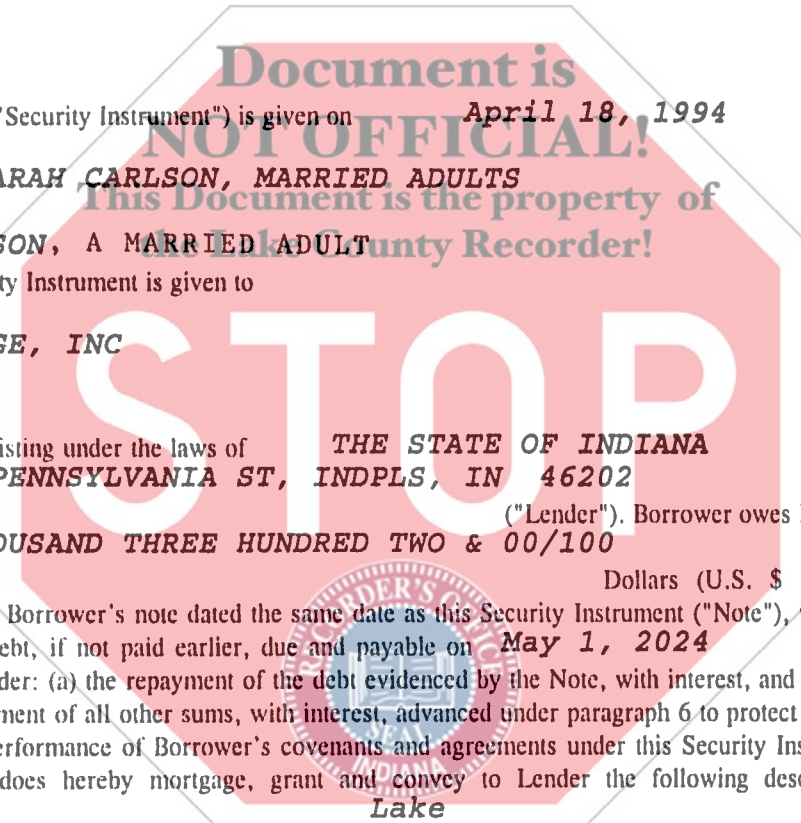 Document is
"Security Instrument") is given on April 18, 1994
NOT OFFICIAL!
ARAH CARLSON, MARRIED ADULTS
This Document is the property of
SON, A MARRIED ADULT
the Lake County Recorder!
ty Instrument is given to
GE, INC
STOP
isting under the laws of THE STATE OF INDIANA
PENNSYLVANIA ST, INDPLS, IN 46202
("Lender"). Borrower owes
OUSAND THREE HUNDRED TWO & 00/100
Dollars (U.S. $
Borrower's note dated the same date as this Security Instrument ("Note"),
ebt, if not paid earlier, due and payable on May 1, 2024
der: (a) the repayment of the debt evidenced by the Note, with interest, and
ment of all other sums, with interest, advanced under paragraph 6 to protect
erformance of Borrower's covenants and agreements under this Security Ins
does hereby mortgage, grant and convey to Lender the following desc
Lake
RECORDER'S OFFICE
SEAL
INDIANA